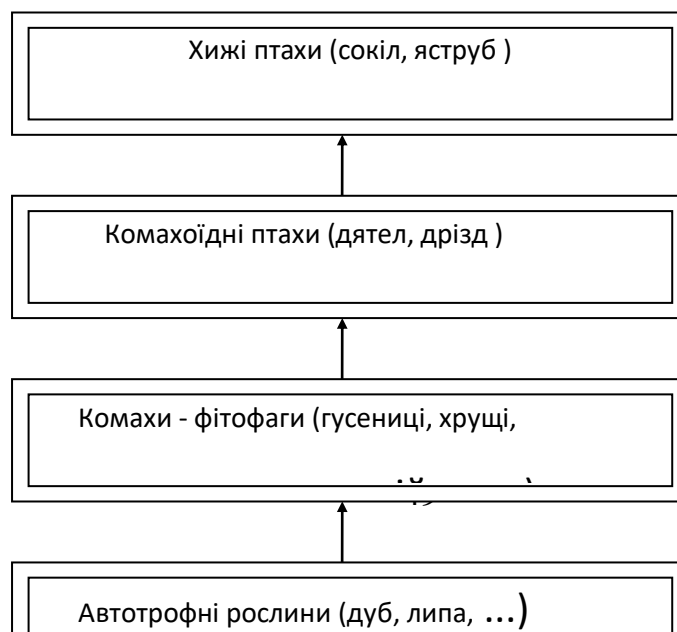 Хижі птахи (сокіл, яструб )
Комахоїдні птахи (дятел, дрізд )
Комахи - фітофаги (гусениці, хрущі,
Автотрофні рослини (дуб, липа, ...)